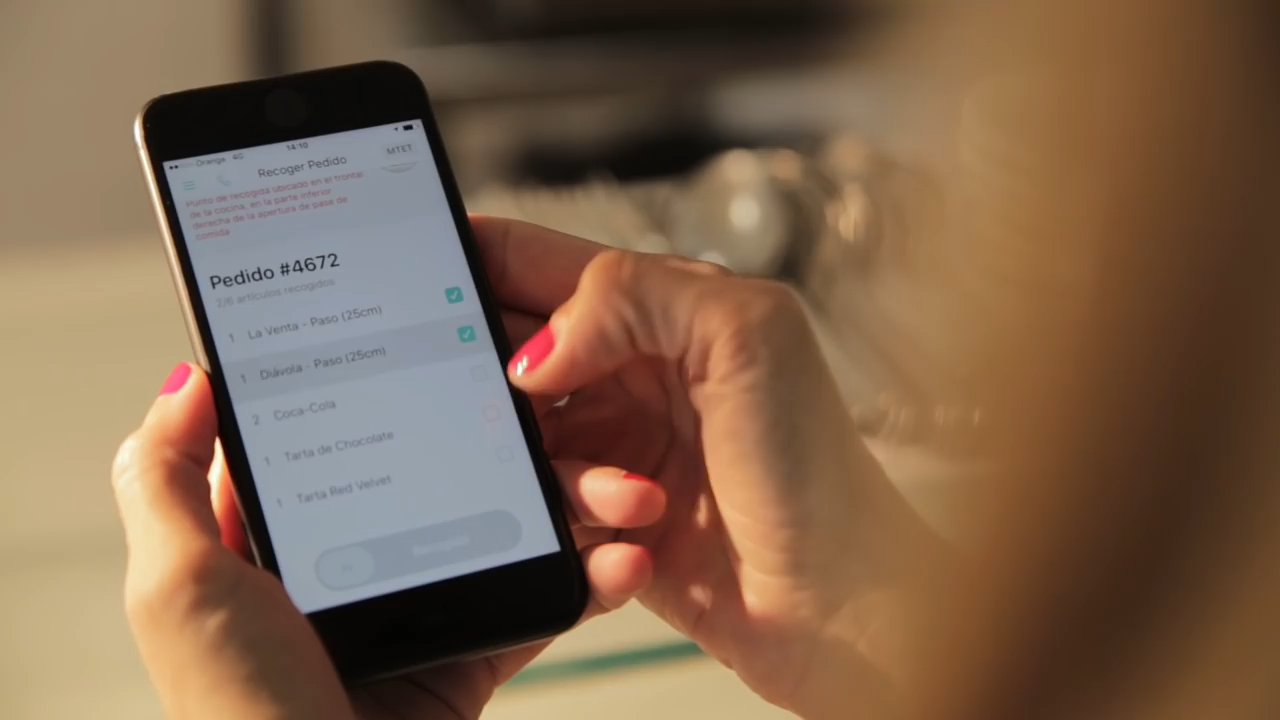 Orange 4G 14:10
Recoger Pedido MTET
Punto de recogida ubicado en el frontal
de la cocina, en la parte inferior
derecha de la apertura de pase de
comida
Pedido #4672
2/6 artículos recogidos
1 La Venta - Paso (25cm)
1 Diávola - Paso (25cm)
2 Coca-Cola
1 Tarta de Chocolate
1 Tarta Red Velvet